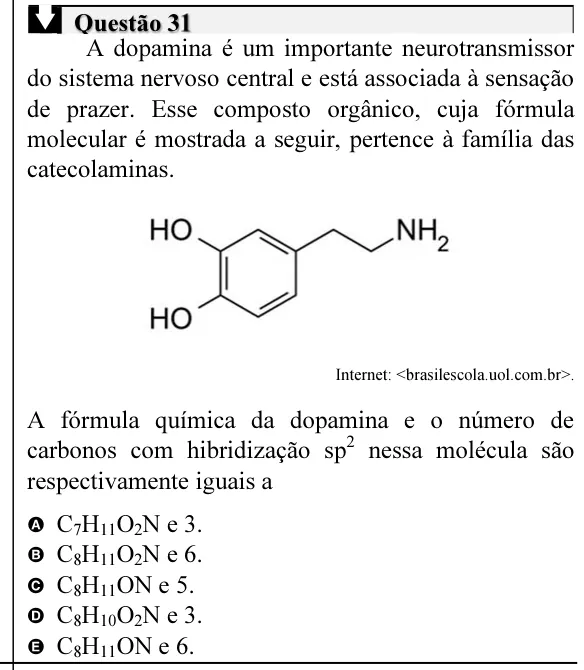 Questão 31
A dopamina é um importante neurotransmissor
do sistema nervoso central e está associada à sensação
de prazer. Esse composto orgânico, cuja fórmula
molecular é mostrada a seguir, pertence à família das
catecolaminas.
HO
NH₂
HO
Internet: <brasilescola.uol.com.br>.
A fórmula química da dopamina e o número de
carbonos com hibridização sp² nessa molécula são
respectivamente iguais a
A C₇H₁₁O₂N e 3.
B C₈H₁₁O₂N e 6.
C C₈H₁₁ON e 5.
D C₈H₁₀O₂N e 3.
E C₈H₁₁ON e 6.